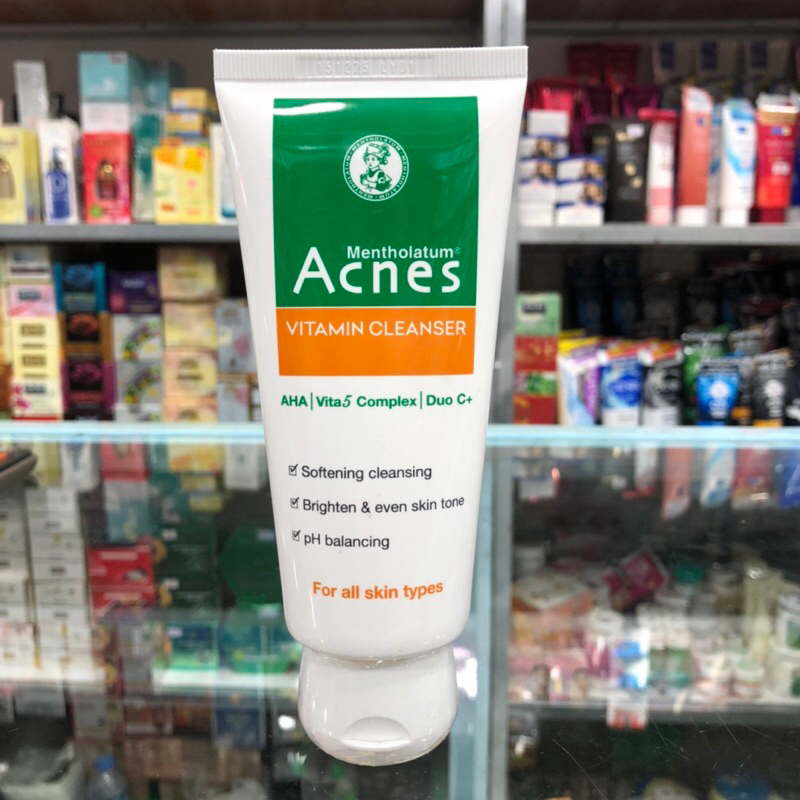 MENTHOLATUM
Mentholatum®
Acnes
VITAMIN CLEANSER
AHA|Vita5 Complex|Duo C+
Softening cleansing
Brighten & even skin tone
pH balancing
For all skin types